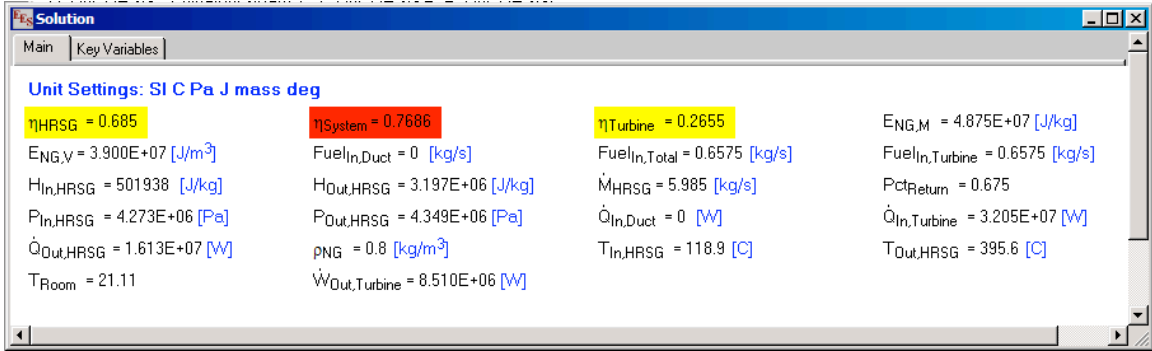 EES Solution
Main Key Variables
Unit Settings: SI C Pa J mass deg
ηHRSG = 0.685 ηSystem = 0.7686 ηTurbine = 0.2655 ENG,M = 4.875E+07 [J/kg]
ENG,V = 3.900E+07 [J/m³] FuelIn,Duct = 0 [kg/s] FuelIn,Total = 0.6575 [kg/s] FuelIn,Turbine = 0.6575 [kg/s]
HIn,HRSG = 501938 [J/kg] HOut,HRSG = 3.197E+06 [J/kg] ṀHRSG = 5.985 [kg/s] PctReturn = 0.675
PIn,HRSG = 4.273E+06 [Pa] POut,HRSG = 4.349E+06 [Pa] Q̇In,Duct = 0 [W] Q̇In,Turbine = 3.205E+07 [W]
Q̇Out,HRSG = 1.613E+07 [W] ρNG = 0.8 [kg/m³] TIn,HRSG = 118.9 [C] TOut,HRSG = 395.6 [C]
TRoom = 21.11 ẆOut,Turbine = 8.510E+06 [W]